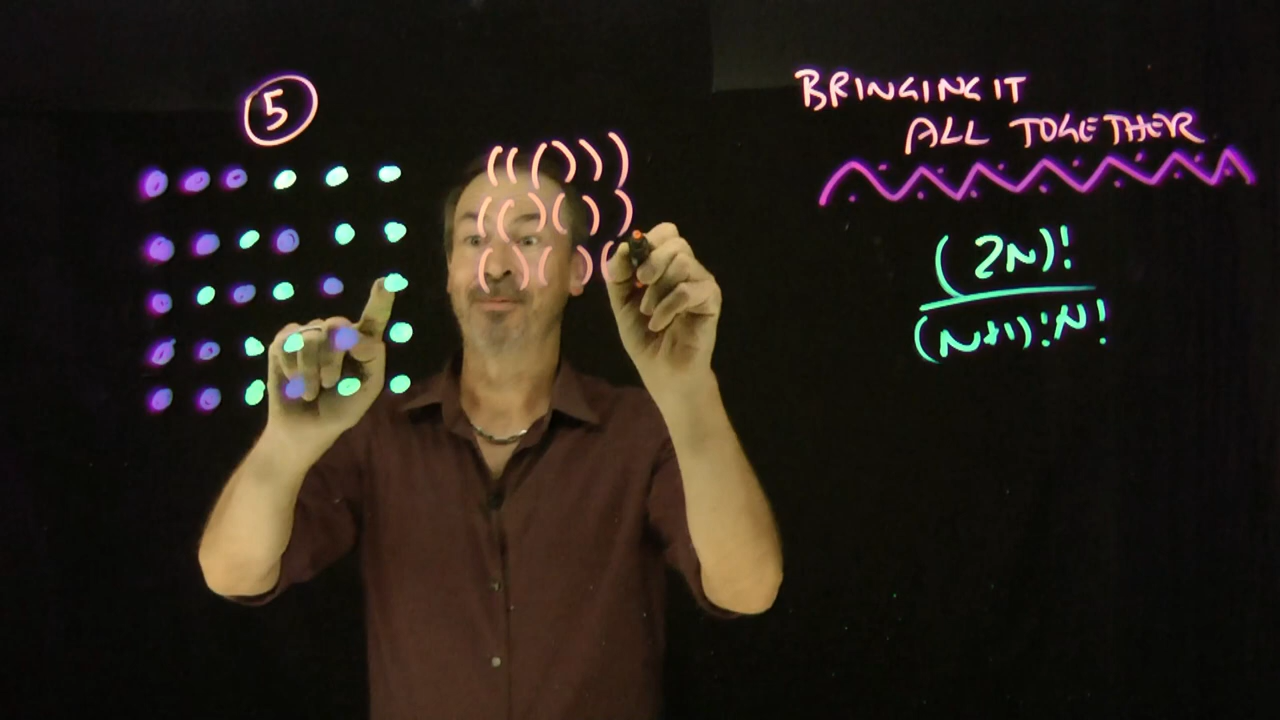 5
((()))
(()())
()()(
BRINGING IT
ALL TOGETHER
(2N)!
(N+1)!N!